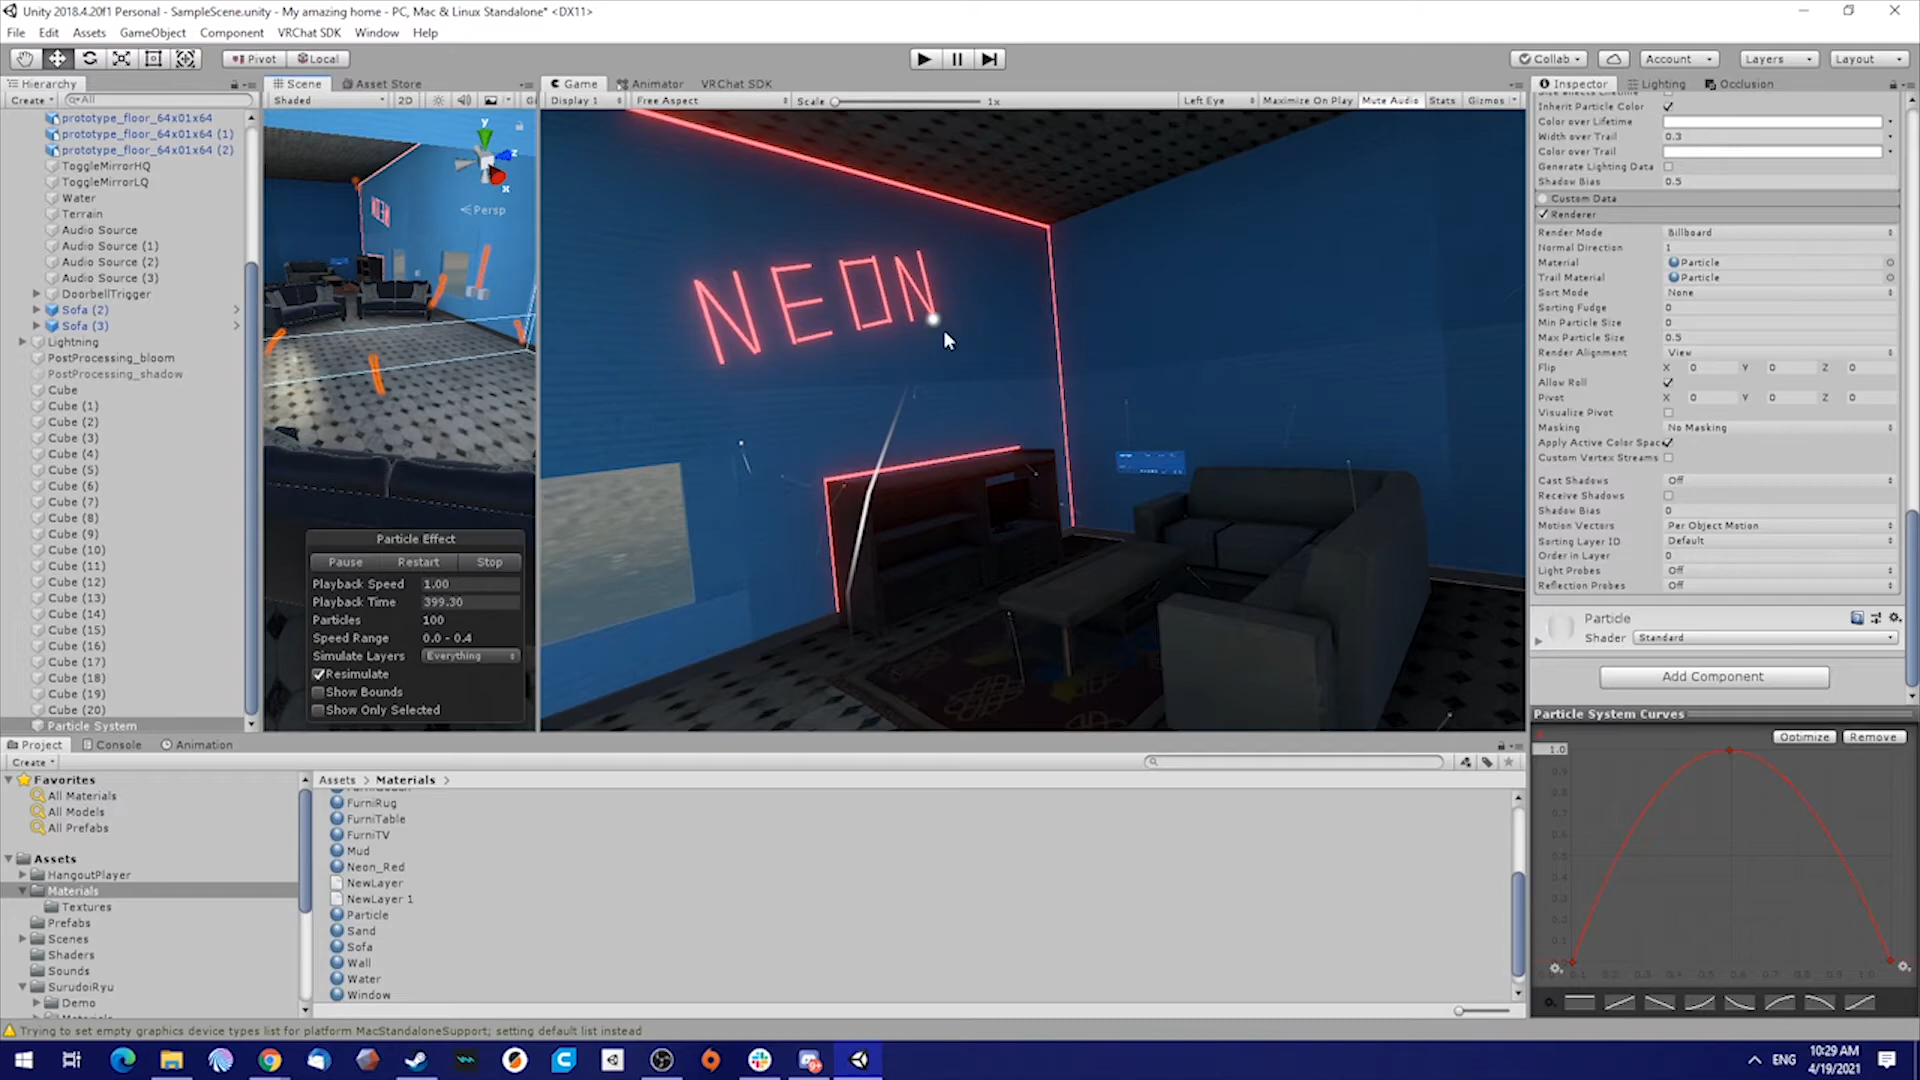 Unity 2018.4.20f1 Personal - SampleScene.unity - My amazing home - PC, Mac & Linux Standalone* <DX11>
File Edit Assets GameObject Component VRChat SDK Window Help
Pivot Local Collab Account Layers Layout
Hierarchy Scene Asset Store Game Animator VRChat SDK Inspector Lighting Occlusion
Create All Shaded 2D Display 1 Free Aspect Scale 1x Left Eye Maximize On Play Mute Audio Stats Gizmos
prototype_floor_64x01x64
prototype_floor_64x01x64 (1)
prototype_floor_64x01x64 (2)
ToggleMirrorHQ
ToggleMirrorLQ
Water
Terrain
Audio Source
Audio Source (1)
Audio Source (2)
Audio Source (3)
DoorbellTrigger
Sofa (2)
Sofa (3)
Lightning
PostProcessing_bloom
PostProcessing_shadow
Cube
Cube (1)
Cube (2)
Cube (3)
Cube (4)
Cube (5)
Cube (6)
Cube (7)
Cube (8)
Cube (9)
Cube (10)
Cube (11)
Cube (12)
Cube (13)
Cube (14)
Cube (15)
Cube (16)
Cube (17)
Cube (18)
Cube (19)
Cube (20)
Particle System
y
z
x
Persp
Particle Effect
Pause Restart Stop
Playback Speed 1.00
Playback Time 399.30
Particles 100
Speed Range 0.0 - 0.4
Simulate Layers Everything
Resimulate
Show Bounds
Show Only Selected
NEON
Inherit Particle Color
Color over Lifetime
Width over Trail 0.3
Color over Trail
Generate Lighting Data
Shadow Bias 0.5
Custom Data
Renderer
Render Mode Billboard
Normal Direction 1
Material Particle
Trail Material Particle
Sort Mode None
Sorting Fudge 0
Min Particle Size 0
Max Particle Size 0.5
Render Alignment View
Flip X 0 Y 0 Z 0
Allow Roll
Pivot X 0 Y 0 Z 0
Visualize Pivot
Masking No Masking
Apply Active Color Spac
Custom Vertex Streams
Cast Shadows Off
Receive Shadows
Shadow Bias 0
Motion Vectors Per Object Motion
Sorting Layer ID Default
Order in Layer 0
Light Probes Off
Reflection Probes Off
Particle
Shader Standard
Add Component
Particle System Curves
Optimize Remove
1.0
Project Console Animation
Create
Favorites
All Materials
All Models
All Prefabs
Assets
HangoutPlayer
Materials
Textures
Prefabs
Scenes
Shaders
Sounds
SurudoiRyu
Demo
Assets > Materials >
FurniRug
FurniTable
FurniTV
Mud
Neon_Red
NewLayer
NewLayer 1
Particle
Sand
Sofa
Wall
Water
Window
Trying to set empty graphics device types list for platform MacStandaloneSupport; setting default list instead
ENG
10:29 AM
4/19/2021